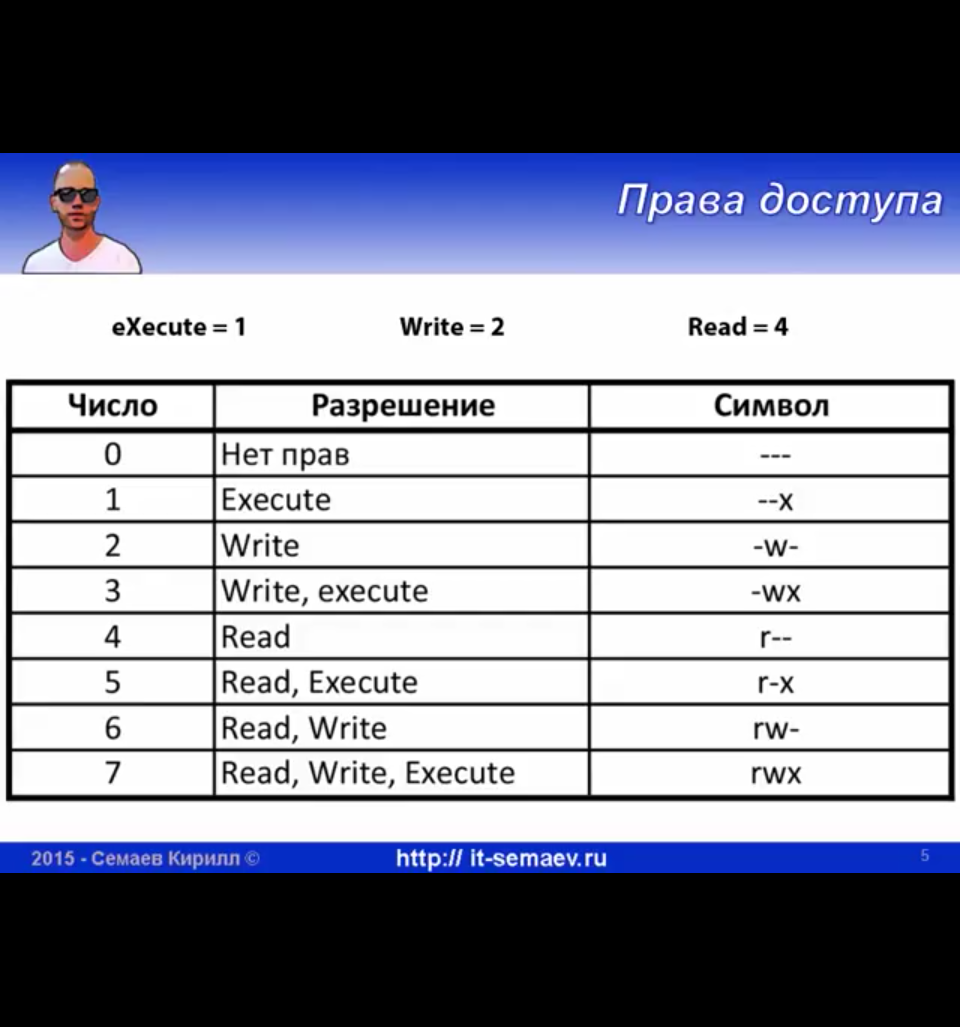 Права доступа
eXecute = 1 Write = 2 Read = 4
Число Разрешение Символ
0 Нет прав ---
1 Execute --x
2 Write -w-
3 Write, execute -wx
4 Read r--
5 Read, Execute r-x
6 Read, Write rw-
7 Read, Write, Execute rwx
2015 - Семаев Кирилл © http:// it-semaev.ru 5